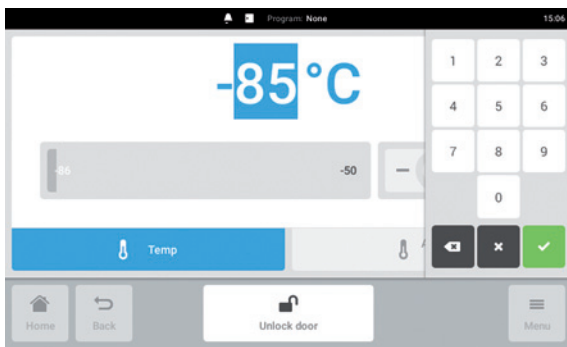 Program: None
15:06
-85°C
1 2 3
4 5 6
7 8 9
0
-86
-50
Temp
A
Home
Back
Unlock door
Menu